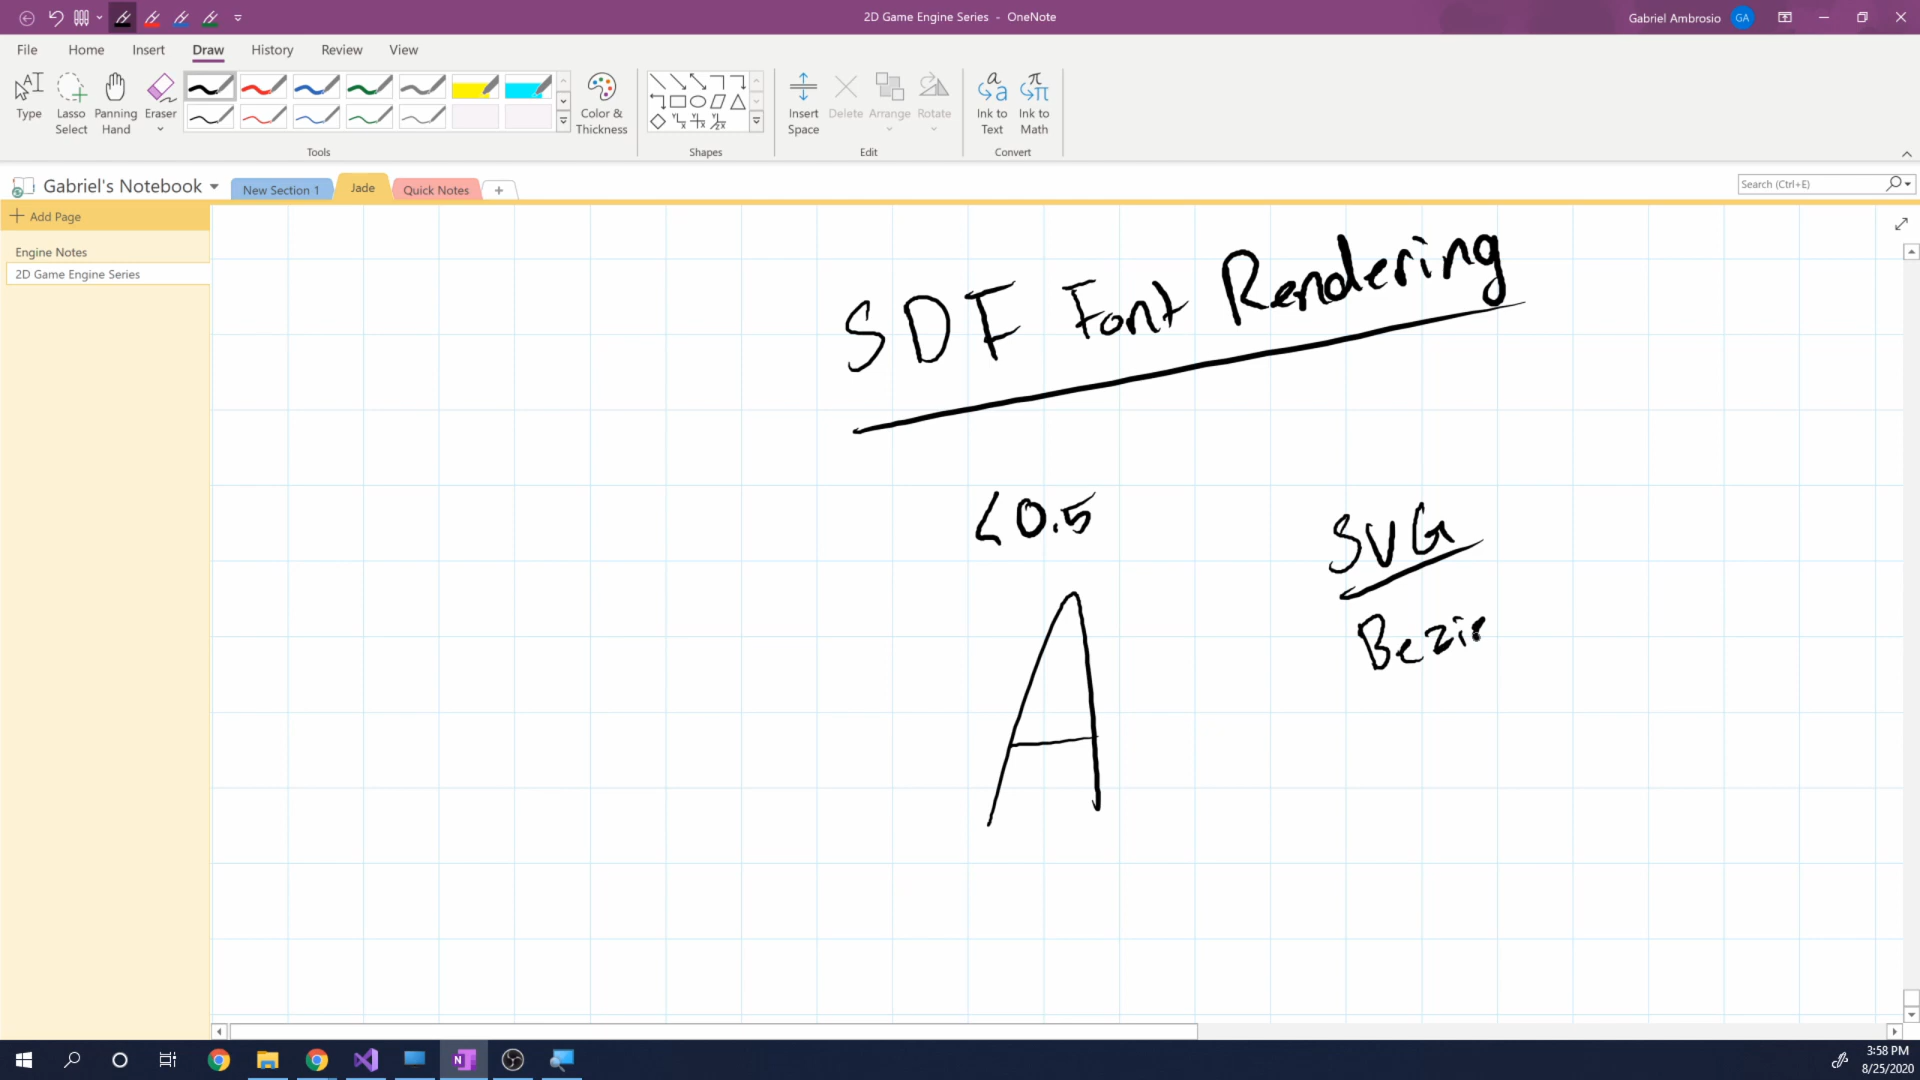 2D Game Engine Series - OneNote
Gabriel Ambrosio GA
File Home Insert Draw History Review View
Type
Lasso Select
Panning Hand
Eraser
Color & Thickness
Insert Space
Delete
Arrange
Rotate
Ink to Text
Ink to Math
Tools
Shapes
Edit
Convert
Gabriel's Notebook
New Section 1
Jade
Quick Notes
Search (Ctrl+E)
Add Page
Engine Notes
2D Game Engine Series
SDF Font Rendering
<0.5
SVG
Bezie
A
3:58 PM
8/25/2020